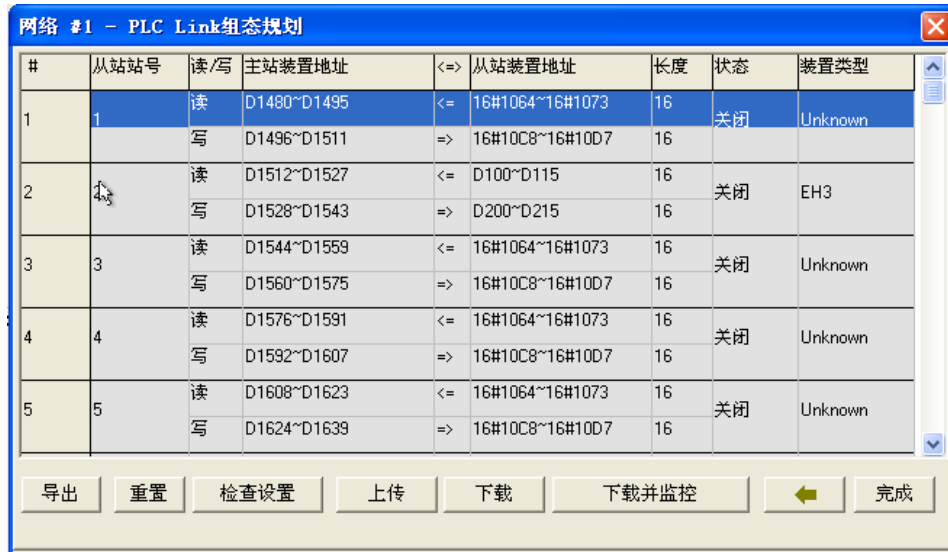 网络 #1 - PLC Link组态规划
# 从站站号 读/写 主站装置地址 <=> 从站装置地址 长度 状态 装置类型
1 1 读 D1480~D1495 <= 16#1064~16#1073 16 关闭 Unknown
写 D1496~D1511 => 16#10C8~16#10D7 16
2 2 读 D1512~D1527 <= D100~D115 16 关闭 EH3
写 D1528~D1543 => D200~D215 16
3 3 读 D1544~D1559 <= 16#1064~16#1073 16 关闭 Unknown
写 D1560~D1575 => 16#10C8~16#10D7 16
4 4 读 D1576~D1591 <= 16#1064~16#1073 16 关闭 Unknown
写 D1592~D1607 => 16#10C8~16#10D7 16
5 5 读 D1608~D1623 <= 16#1064~16#1073 16 关闭 Unknown
写 D1624~D1639 => 16#10C8~16#10D7 16
导出 重置 检查设置 上传 下载 下载并监控 完成